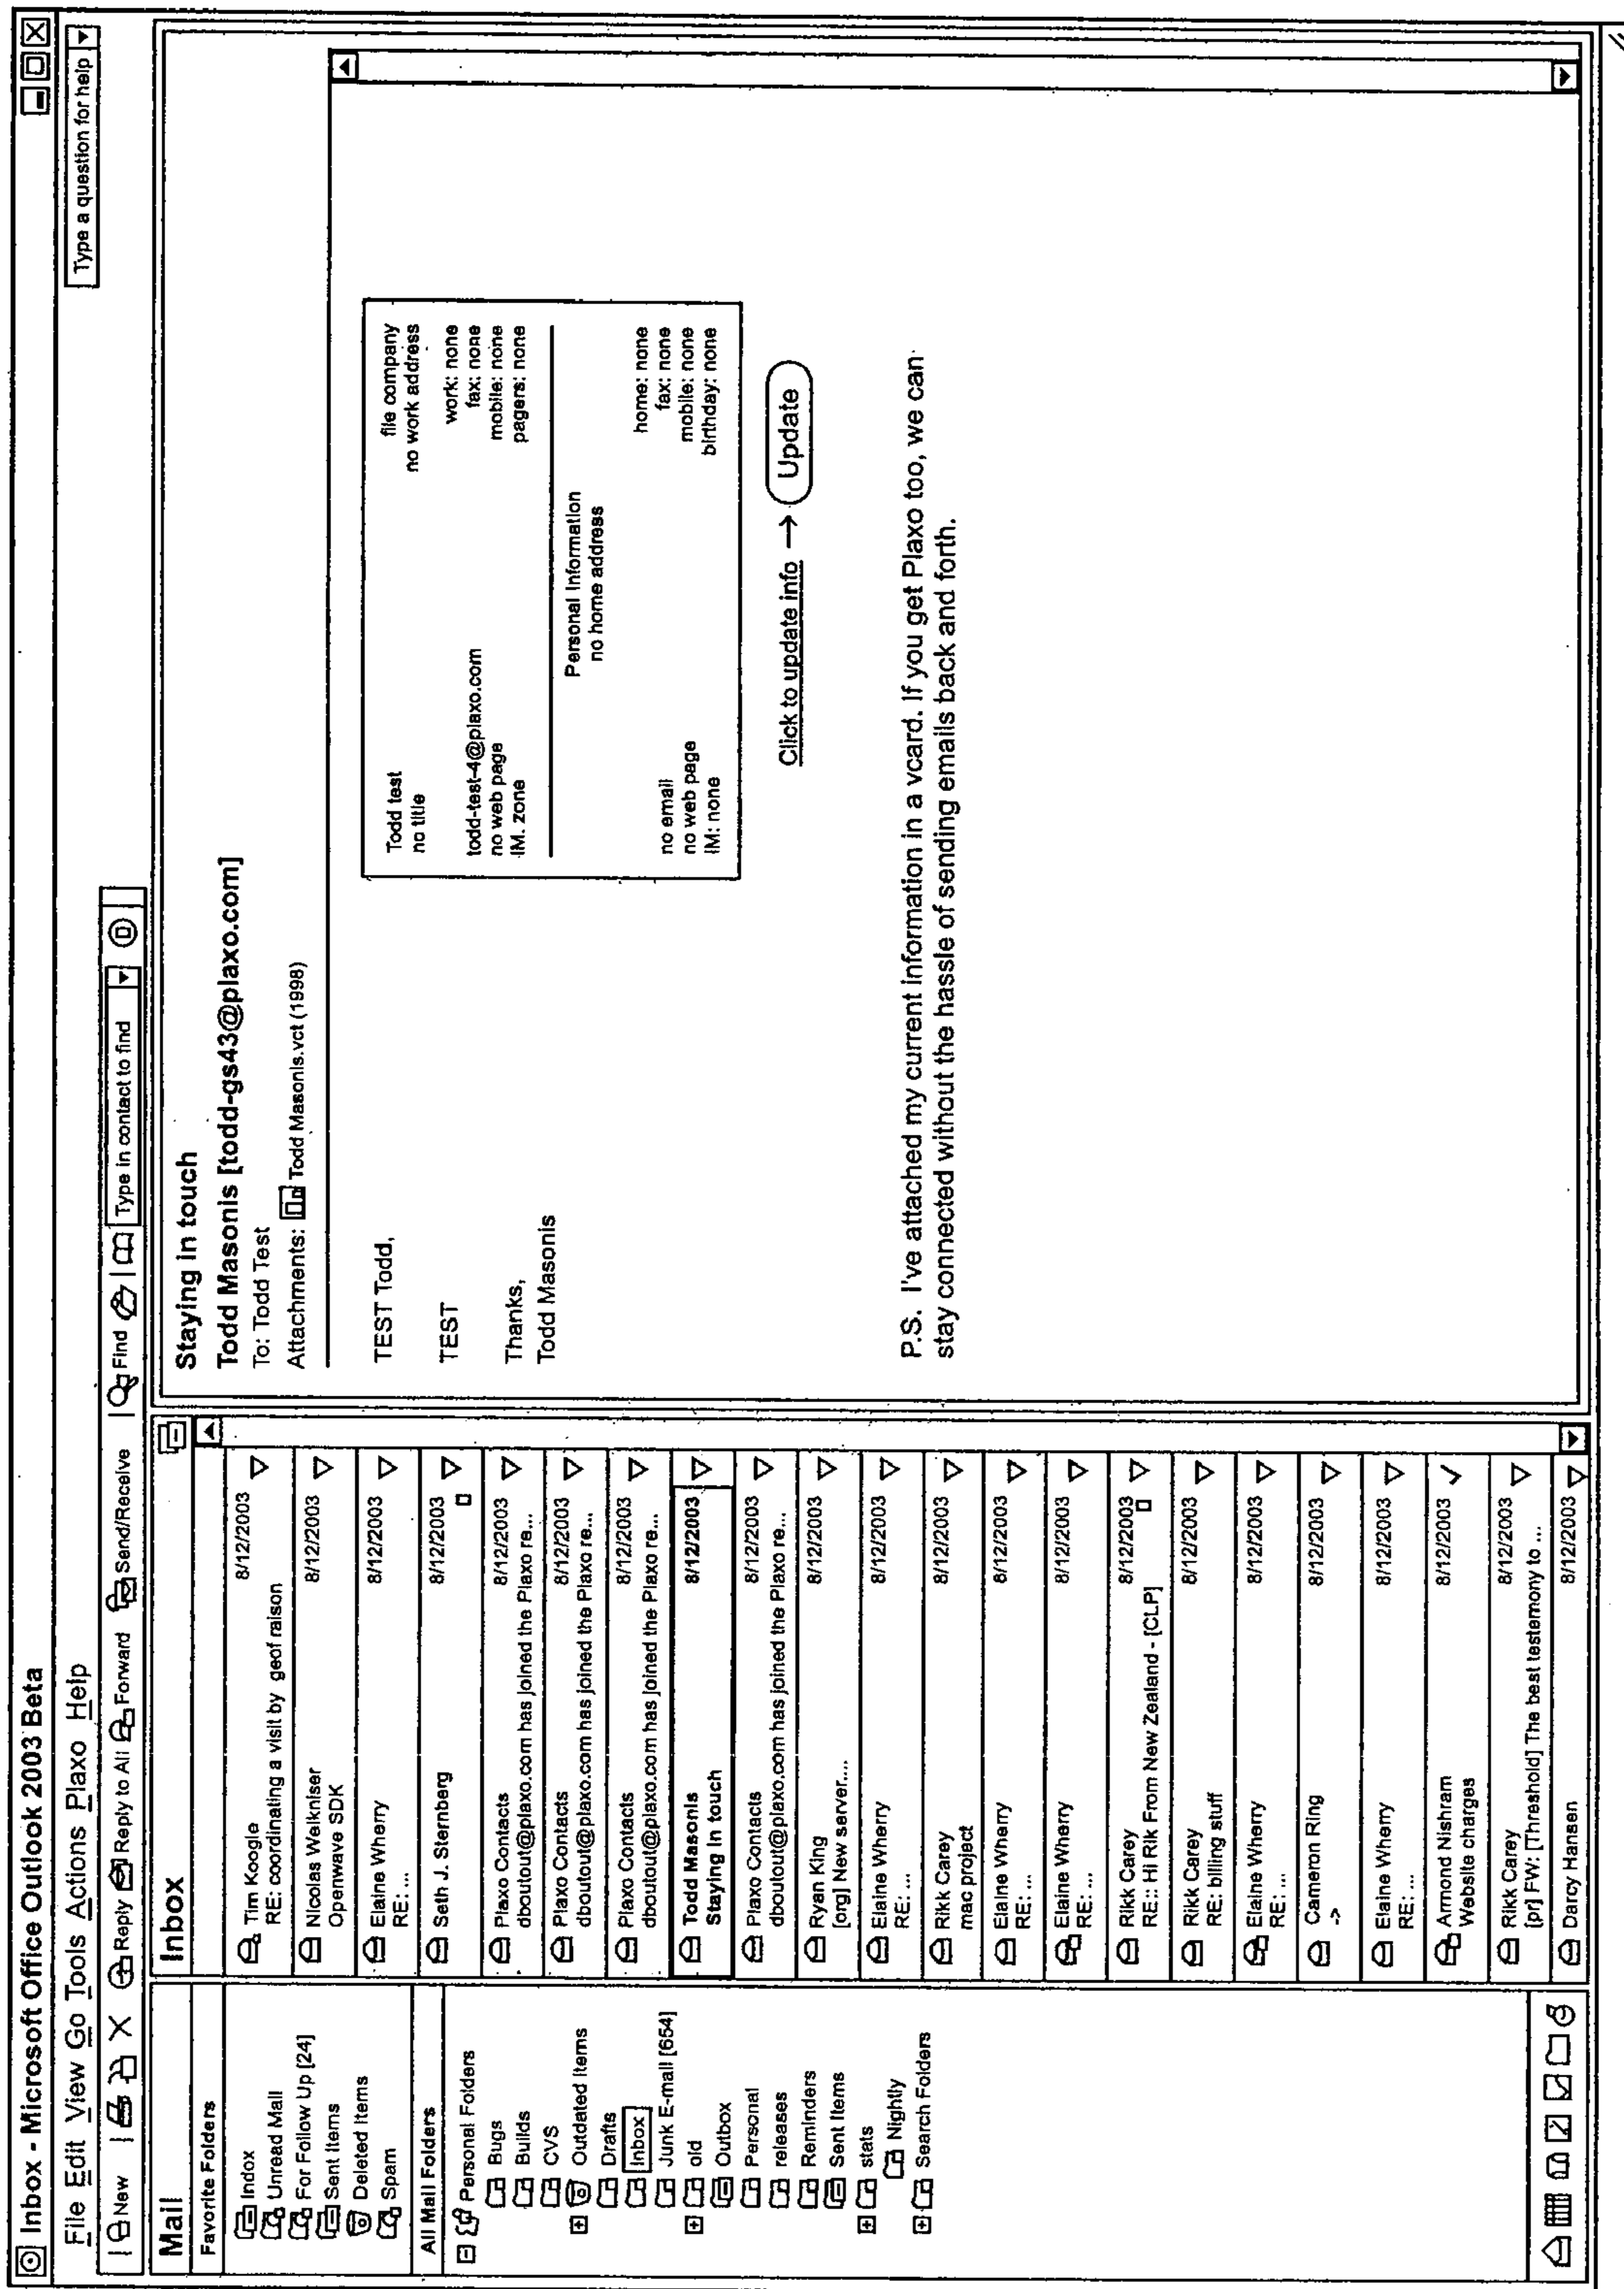 Inbox - Microsoft Office Outlook 2003 Beta
File Edit View Go Tools Actions Plaxo Help
Type a question for help
New
Reply Reply to All Forward Send/Receive Find Type in contact to find
Mail
Favorite Folders
Indox
Unread Mail
For Follow Up [24]
Sent Items
Deleted Items
Spam
All Mail Folders
Personal Folders
Bugs
Builds
CVS
Outdated Items
Drafts
Inbox
Junk E-mail [654]
old
Outbox
Personal
releases
Reminders
Sent Items
stats
Nightly
Search Folders
Inbox
Tim Koogle 8/12/2003
RE: coordinating a visit by geof raison
Nicolas Weikniser 8/12/2003
Openwave SDK
Elaine Wherry 8/12/2003
RE: ...
Seth J. Sternberg 8/12/2003
Plaxo Contacts 8/12/2003
dboutout@plaxo.com has joined the Plaxo re...
Plaxo Contacts 8/12/2003
dboutout@plaxo.com has joined the Plaxo re...
Plaxo Contacts 8/12/2003
dboutout@plaxo.com has joined the Plaxo re...
Todd Masonis 8/12/2003
Staying in touch
Plaxo Contacts 8/12/2003
dboutout@plaxo.com has joined the Plaxo re...
Ryan King 8/12/2003
[org] New server....
Elaine Wherry 8/12/2003
RE: ...
Rikk Carey 8/12/2003
mac project
Elaine Wherry 8/12/2003
RE: ...
Elaine Wherry 8/12/2003
RE: ...
Rikk Carey 8/12/2003
RE:: Hi Rik From New Zealand - [CLP]
Rikk Carey 8/12/2003
RE: billing stuff
Elaine Wherry 8/12/2003
RE: ...
Cameron Ring 8/12/2003
->
Elaine Wherry 8/12/2003
RE: ...
Armond Nishram 8/12/2003
Website charges
Rikk Carey 8/12/2003
[prj] FW: [Threshold] The best testemony to ...
Darcy Hansen 8/12/2003
Staying in touch
Todd Masonis [todd-gs43@plaxo.com]
To: Todd Test
Attachments: Todd Masonis.vct (1998)
TEST Todd,
TEST
Thanks,
Todd Masonis
Todd test file company
no title no work address
work: none
todd-test-4@plaxo.com fax: none
no web page mobile: none
IM. zone pagers: none
Personal Information
no home address
home: none
no email fax: none
no web page mobile: none
IM: none birthday: none
Click to update info → Update
P.S. I've attached my current information in a vcard. If you get Plaxo too, we can
stay connected without the hassle of sending emails back and forth.